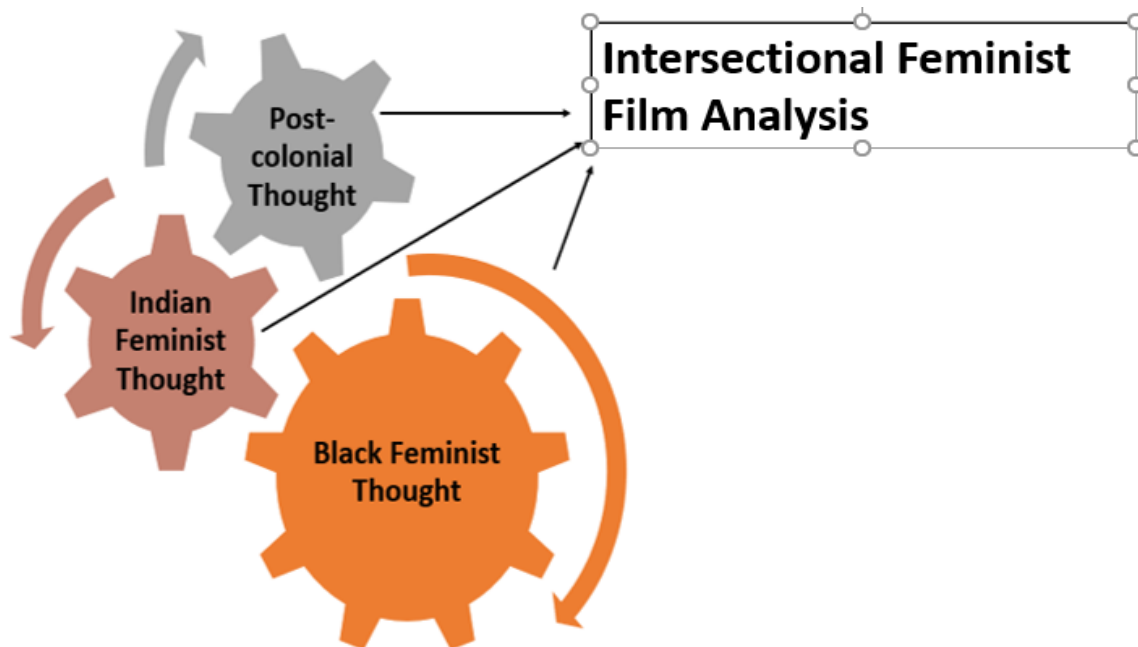 Intersectional Feminist
Film Analysis
Post-
colonial
Thought
Indian
Feminist
Thought
Black Feminist
Thought